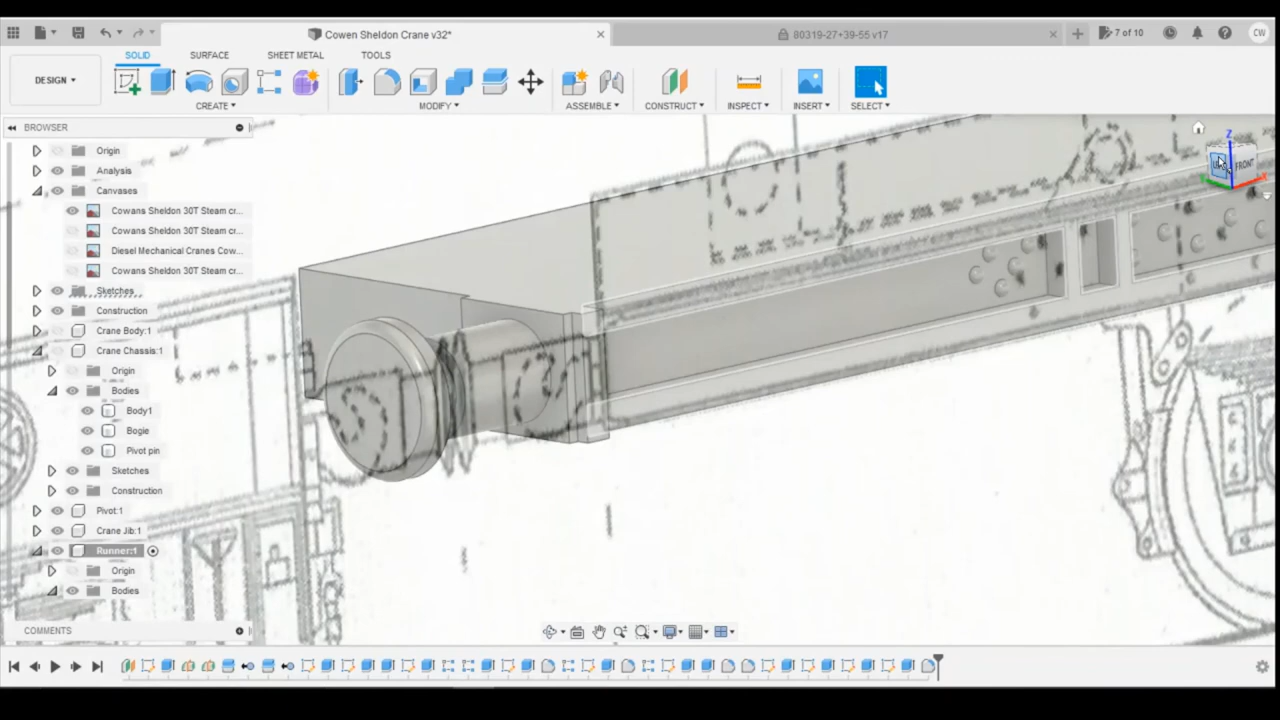 Cowen Sheldon Crane v32*
80319-27+39-55 v17
7 of 10
CW
SOLID
SURFACE
SHEET METAL
TOOLS
DESIGN
CREATE
MODIFY
ASSEMBLE
CONSTRUCT
INSPECT
INSERT
SELECT
BROWSER
Origin
Analysis
Canvases
Cowans Sheldon 30T Steam cr...
Cowans Sheldon 30T Steam cr...
Diesel Mechanical Cranes Cow...
Cowans Sheldon 30T Steam cr...
Sketches
Construction
Crane Body:1
Crane Chassis:1
Origin
Bodies
Body1
Bogie
Pivot pin
Sketches
Construction
Pivot:1
Crane Jib:1
Runner:1
Origin
Bodies
COMMENTS
Z
FRONT
X